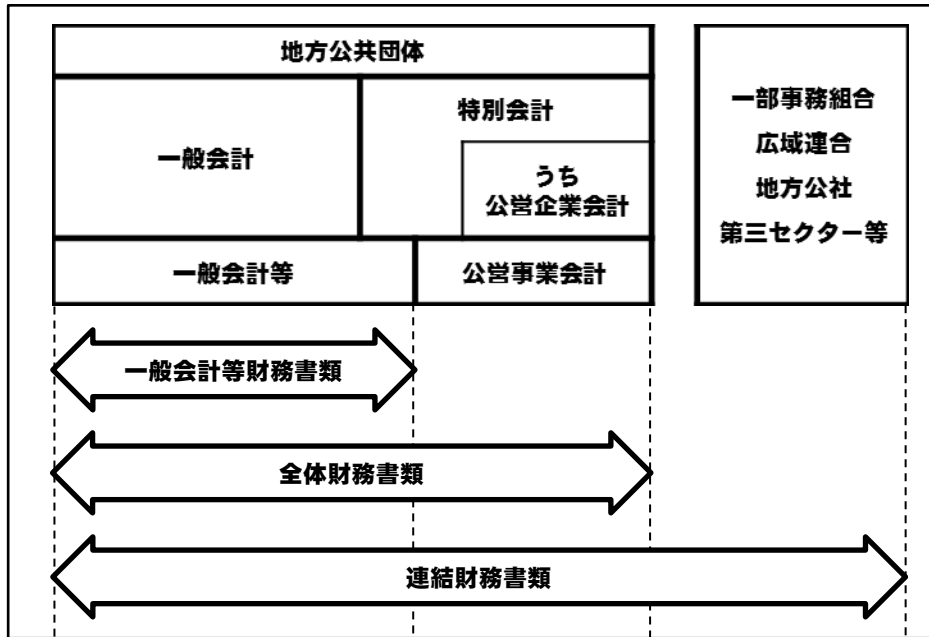 地方公共団体
一般会計
特別会計
うち
公営企業会計
一般会計等
公営事業会計
一部事務組合
広域連合
地方公社
第三セクター等
一般会計等財務書類
全体財務書類
連結財務書類